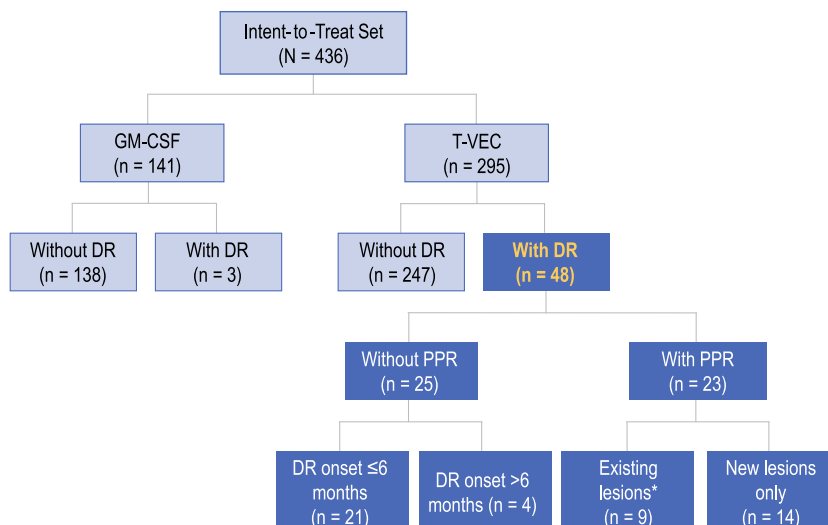 Intent-to-Treat Set
(N = 436)
GM-CSF
(n = 141)
T-VEC
(n = 295)
Without DR
(n = 138)
With DR
(n = 3)
Without DR
(n = 247)
With DR
(n = 48)
Without PPR
(n = 25)
With PPR
(n = 23)
DR onset ≤6
months
(n = 21)
DR onset >6
months (n = 4)
Existing
lesions*
(n = 9)
New lesions
only
(n = 14)